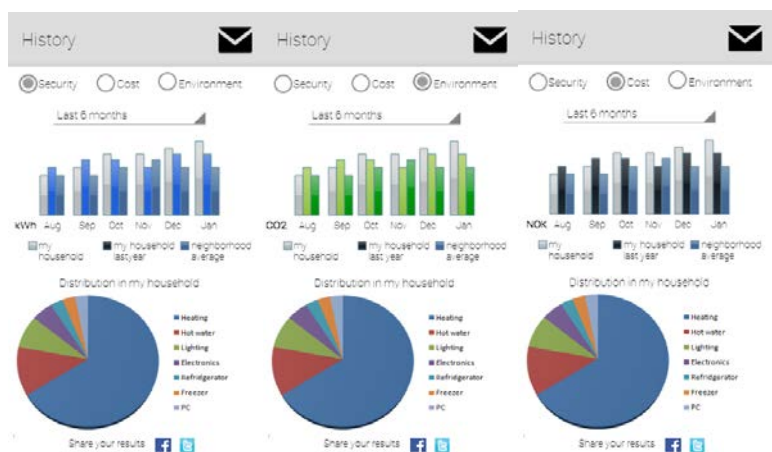 History
Security Cost Environment
Last 6 months
kWh Aug Sep Oct Nov Dec Jan
my household
my household last year
neighborhood average
Distribution in my household
Heating
Hot water
Lighting
Electronics
Refridgerator
Freezer
PC
Share your results
History
Security Cost Environment
Last 6 months
CO2 Aug Sep Oct Nov Dec Jan
my household
my household last year
neighborhood average
Distribution in my household
Heating
Hot water
Lighting
Electronics
Refridgerator
Freezer
PC
Share your results
History
Security Cost Environment
Last 6 months
NOK Aug Sep Oct Nov Dec Jan
my household
my household last year
neighborhood average
Distribution in my household
Heating
Hot water
Lighting
Electronics
Refridgerator
Freezer
PC
Share your results